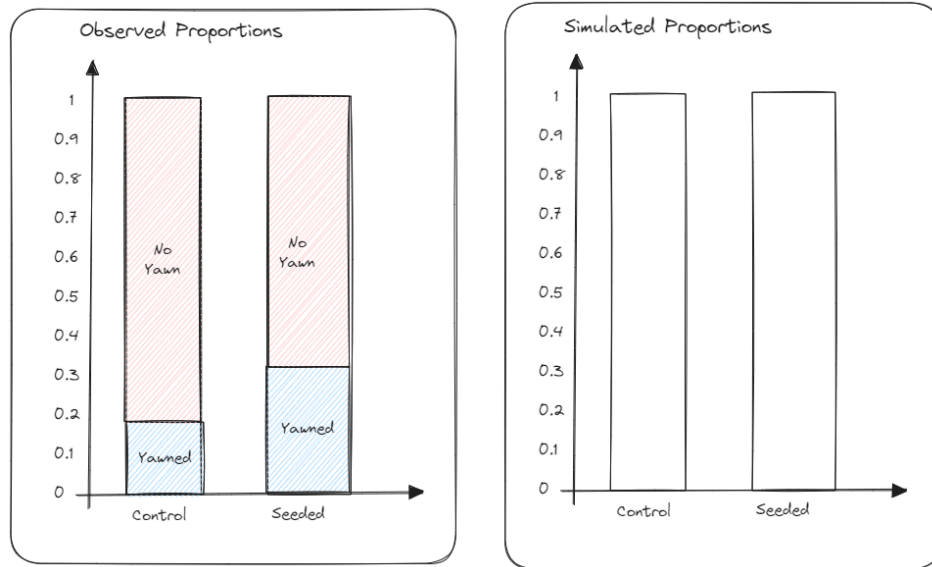 Observed Proportions
1
0.9
0.8
0.7
0.6
0.5
0.4
0.3
0.2
0.1
0
No
Yawn
No
Yawn
Yawned
Yawned
Control
Seeded
Simulated Proportions
1
0.9
0.8
0.7
0.6
0.5
0.4
0.3
0.2
0.1
0
Control
Seeded